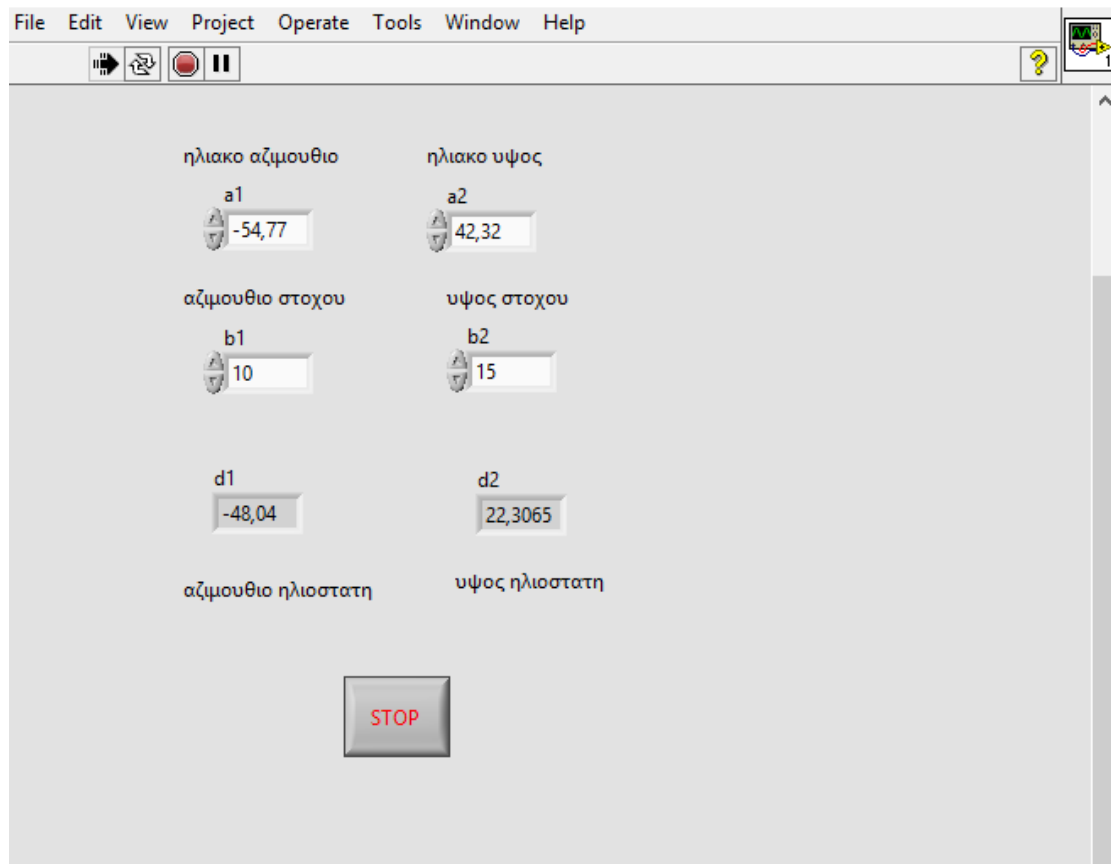 File Edit View Project Operate Tools Window Help
1
ηλιακο αζιμουθιο ηλιακο υψος
a1 a2
-54,77 42,32
αζιμουθιο στοχου υψος στοχου
b1 b2
10 15
d1 d2
-48,04 22,3065
αζιμουθιο ηλιοστατη υψος ηλιοστατη
STOP